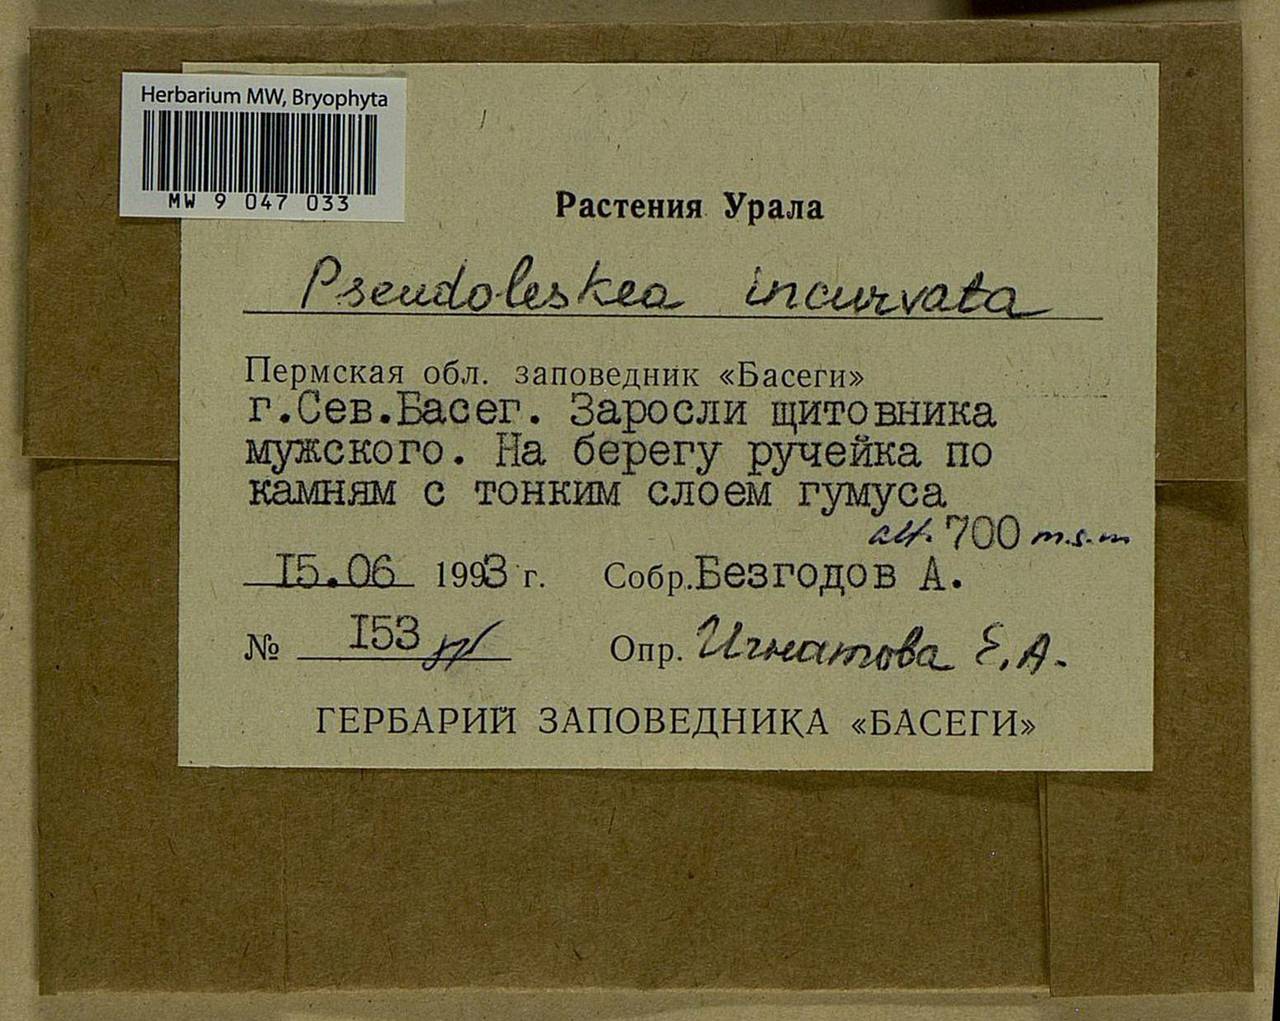 Herbarium MW, Bryophyta
MW 9 047 033
Растения Урала
Pseudoleskea incurvata
Пермская обл. заповедник «Басеги»
г.Сев.Басег. Заросли щитовника
мужского. На берегу ручейка по
камням с тонким слоем гумуса
alt. 700 m.s.m
I5.06 1993 г. Собр.Безгодов А.
№ I53 Опр. Игнатова Е.А.
ГЕРБАРИЙ ЗАПОВЕДНИКА «БАСЕГИ»